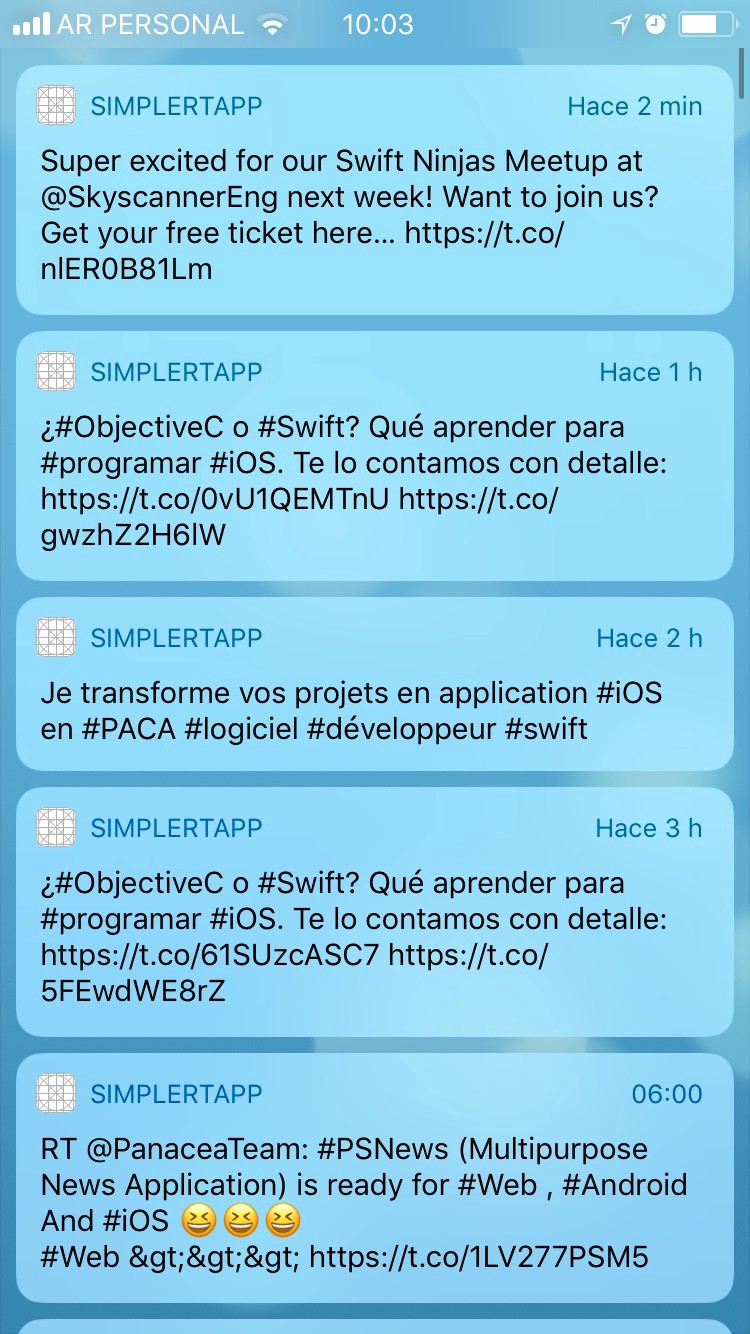 AR PERSONAL 10:03
SIMPLERTAPP Hace 2 min
Super excited for our Swift Ninjas Meetup at
@SkyscannerEng next week! Want to join us?
Get your free ticket here... https://t.co/
nlER0B81Lm
SIMPLERTAPP Hace 1 h
¿#ObjectiveC o #Swift? Qué aprender para
#programar #iOS. Te lo contamos con detalle:
https://t.co/0vU1QEMTnU https://t.co/
gwzhZ2H6lW
SIMPLERTAPP Hace 2 h
Je transforme vos projets en application #iOS
en #PACA #logiciel #développeur #swift
SIMPLERTAPP Hace 3 h
¿#ObjectiveC o #Swift? Qué aprender para
#programar #iOS. Te lo contamos con detalle:
https://t.co/61SUzcASC7 https://t.co/
5FEwdWE8rZ
SIMPLERTAPP 06:00
RT @PanaceaTeam: #PSNews (Multipurpose
News Application) is ready for #Web , #Android
And #iOS 😆😆😆
#Web &gt;&gt;&gt; https://t.co/1LV277PSM5